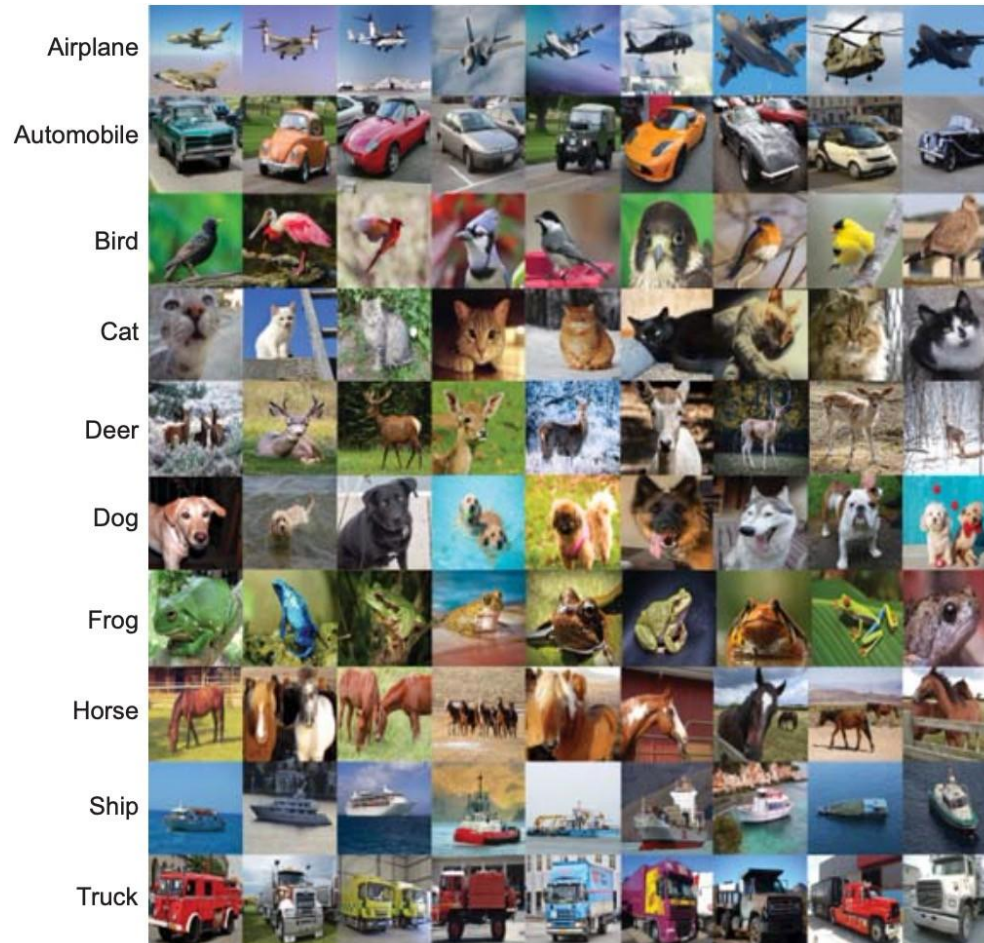 Airplane
Automobile
Bird
Cat
Deer
Dog
Frog
Horse
Ship
Truck